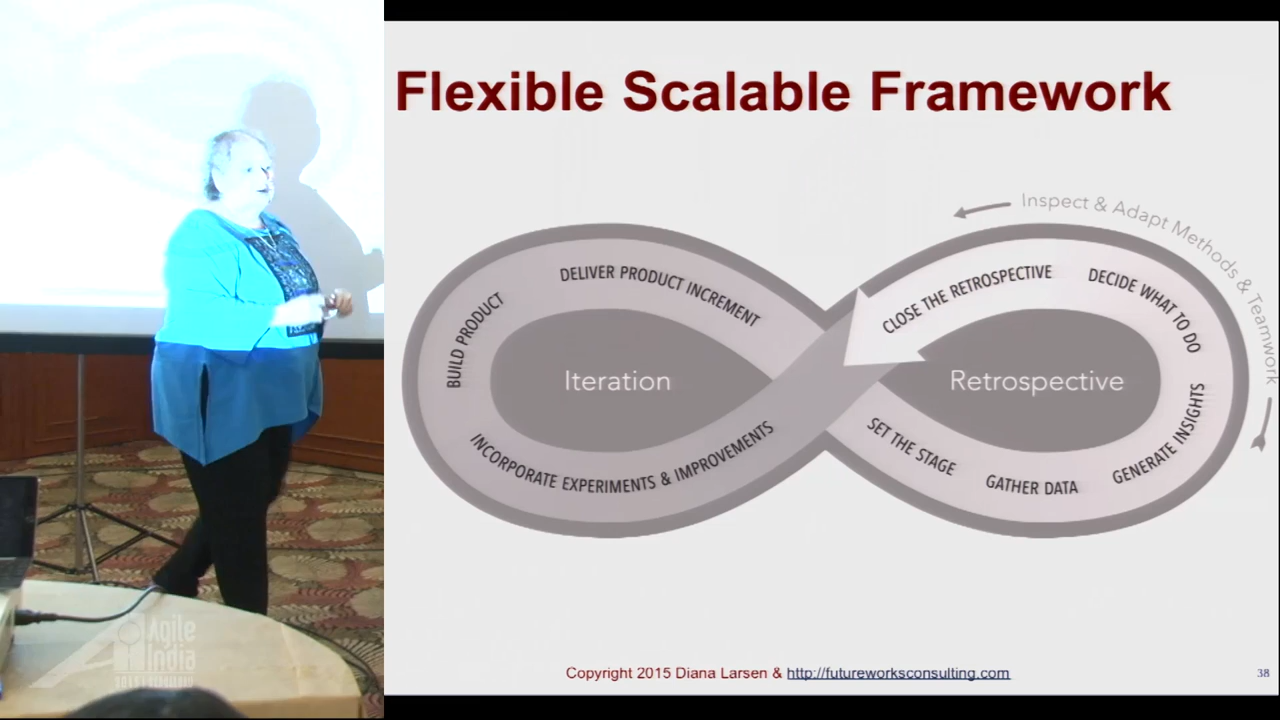 Flexible Scalable Framework
Inspect & Adapt Methods & Teamwork
DELIVER PRODUCT INCREMENT
BUILD PRODUCT
Iteration
INCORPORATE EXPERIMENTS & IMPROVEMENTS
CLOSE THE RETROSPECTIVE
DECIDE WHAT TO DO
Retrospective
SET THE STAGE
GATHER DATA
GENERATE INSIGHTS
Agile
India
Copyright 2015 Diana Larsen & http://futureworksconsulting.com
38